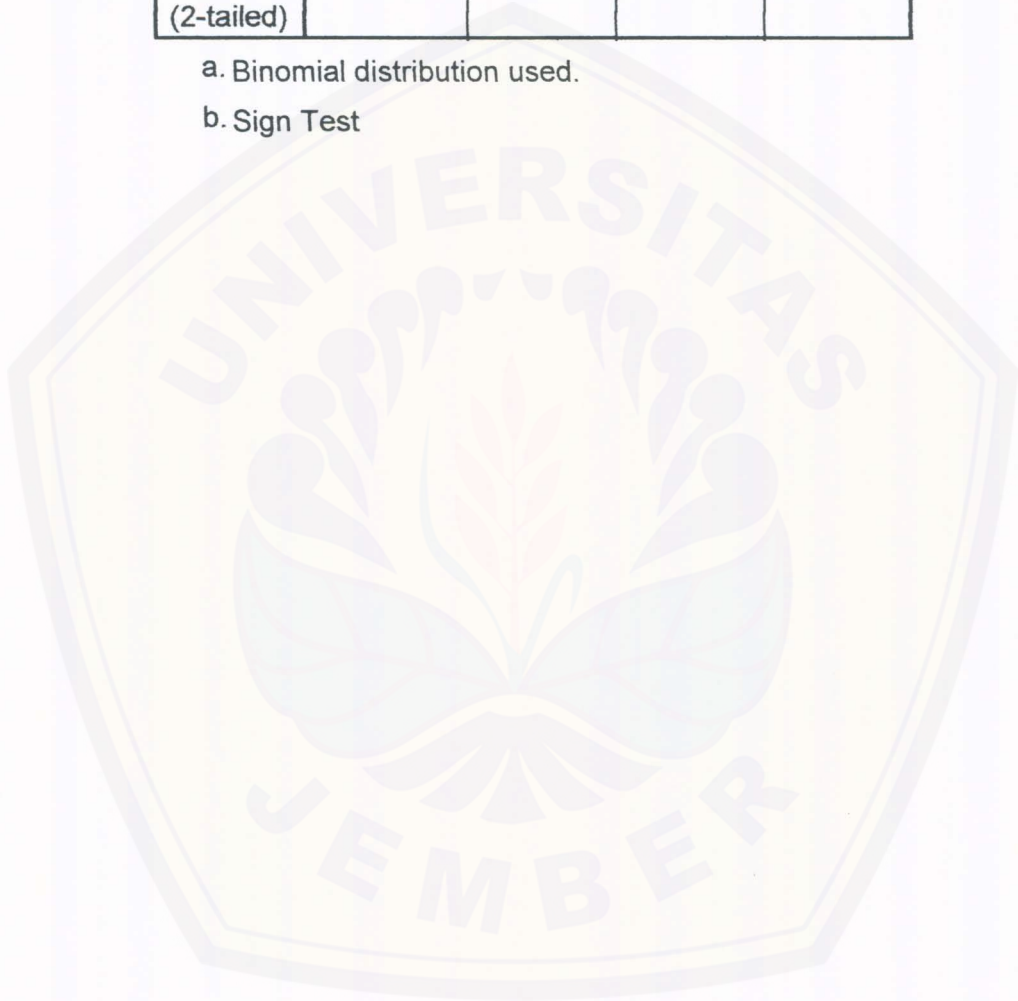 (2-tailed)
a. Binomial distribution used.
b. Sign Test
UNIVERSITAS
JEMBER